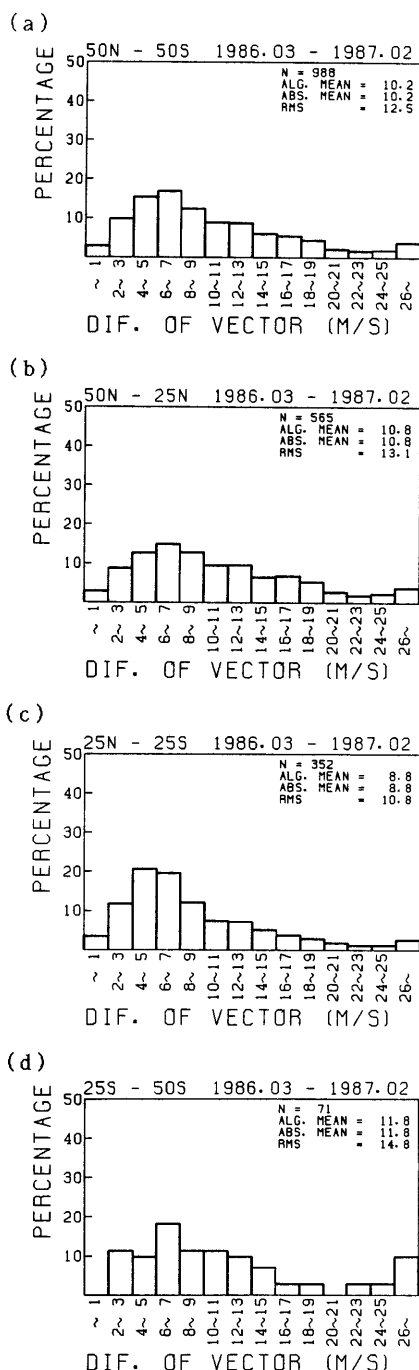 (a)
50N - 50S 1986.03 - 1987.02
N = 988
ALG. MEAN = 10.2
ABS. MEAN = 10.2
RMS = 12.5
PERCENTAGE
50
40
30
20
10
~ 1
2~ 3
4~ 5
6~ 7
8~ 9
10~11
12~13
14~15
16~17
18~19
20~21
22~23
24~25
26~
DIF. OF VECTOR (M/S)
(b)
50N - 25N 1986.03 - 1987.02
N = 565
ALG. MEAN = 10.8
ABS. MEAN = 10.8
RMS = 13.1
PERCENTAGE
50
40
30
20
10
~ 1
2~ 3
4~ 5
6~ 7
8~ 9
10~11
12~13
14~15
16~17
18~19
20~21
22~23
24~25
26~
DIF. OF VECTOR (M/S)
(c)
25N - 25S 1986.03 - 1987.02
N = 352
ALG. MEAN = 8.8
ABS. MEAN = 8.8
RMS = 10.8
PERCENTAGE
50
40
30
20
10
~ 1
2~ 3
4~ 5
6~ 7
8~ 9
10~11
12~13
14~15
16~17
18~19
20~21
22~23
24~25
26~
DIF. OF VECTOR (M/S)
(d)
25S - 50S 1986.03 - 1987.02
N = 71
ALG. MEAN = 11.8
ABS. MEAN = 11.8
RMS = 14.8
PERCENTAGE
50
40
30
20
10
~ 1
2~ 3
4~ 5
6~ 7
8~ 9
10~11
12~13
14~15
16~17
18~19
20~21
22~23
24~25
26~
DIF. OF VECTOR (M/S)